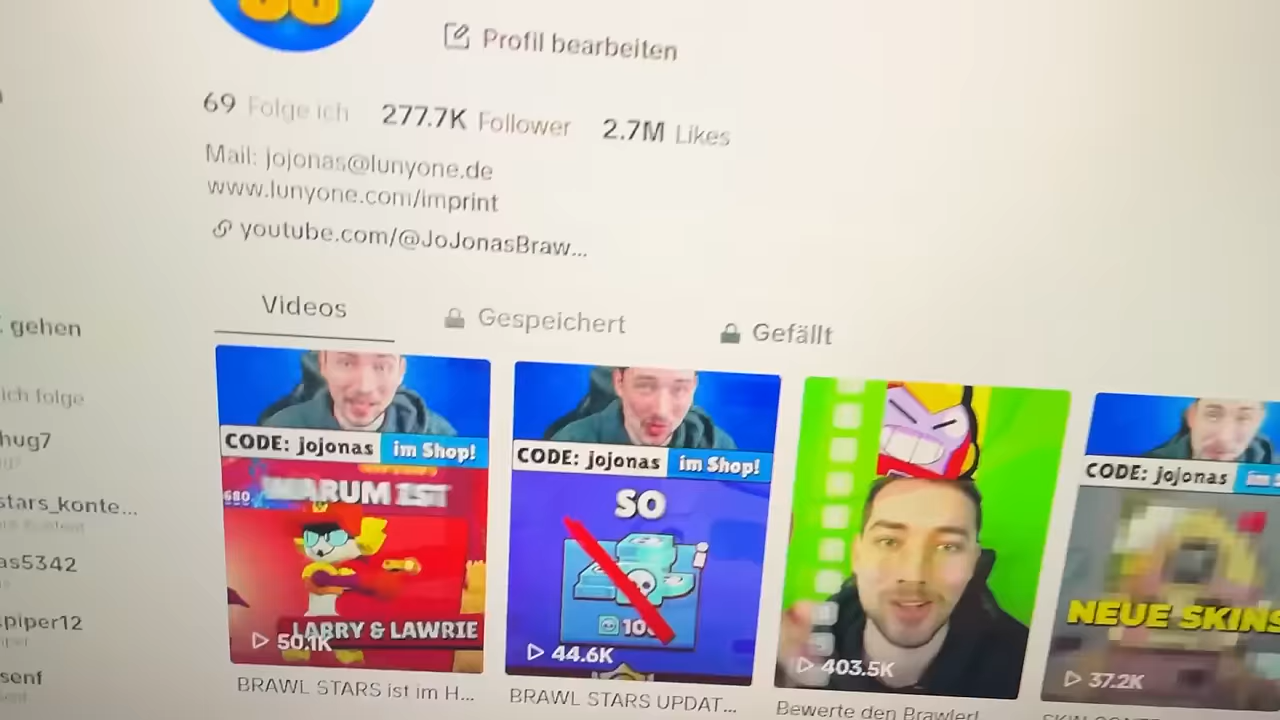 Profil bearbeiten
69 Folge ich 277.7K Follower 2.7M Likes
Mail: jojonas@lunyone.de
www.lunyone.com/imprint
youtube.com/@JoJonasBraw...
Videos
Gespeichert
Gefällt
gehen
ich folge
hug7
stars_konte...
as5342
piper12
senf
CODE: jojonas im Shop!
680
WARUM IST
LARRY & LAWRIE
50.1K
BRAWL STARS ist im H...
CODE: jojonas im Shop!
SO
44.6K
BRAWL STARS UPDAT...
403.5K
Bewerte den Brawler!
CODE: jojonas
NEUE SKINS
37.2K